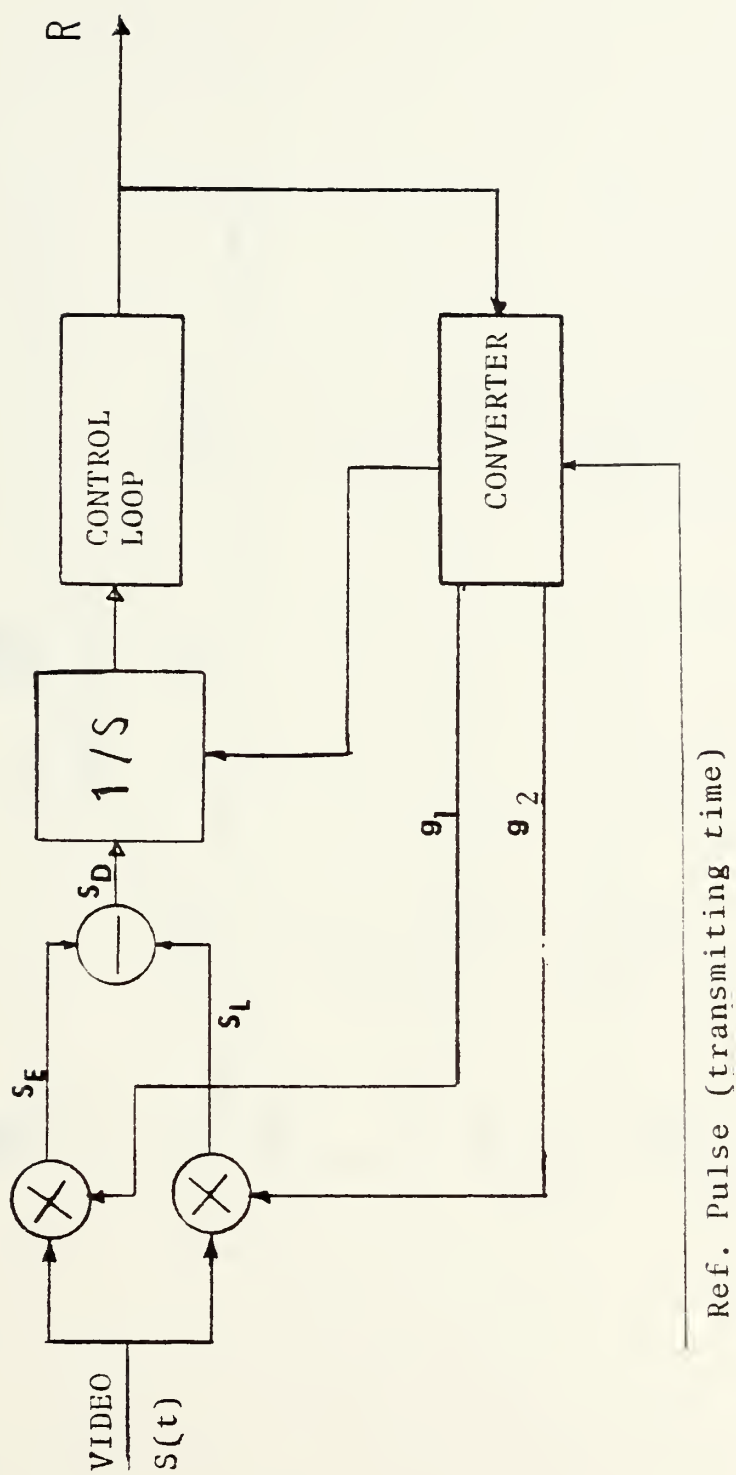 VIDEO
S(t)
S_E
S_L
S_D
1/S
CONTROL
LOOP
R
g_1
g_2
CONVERTER
Ref. Pulse (transmiting time)